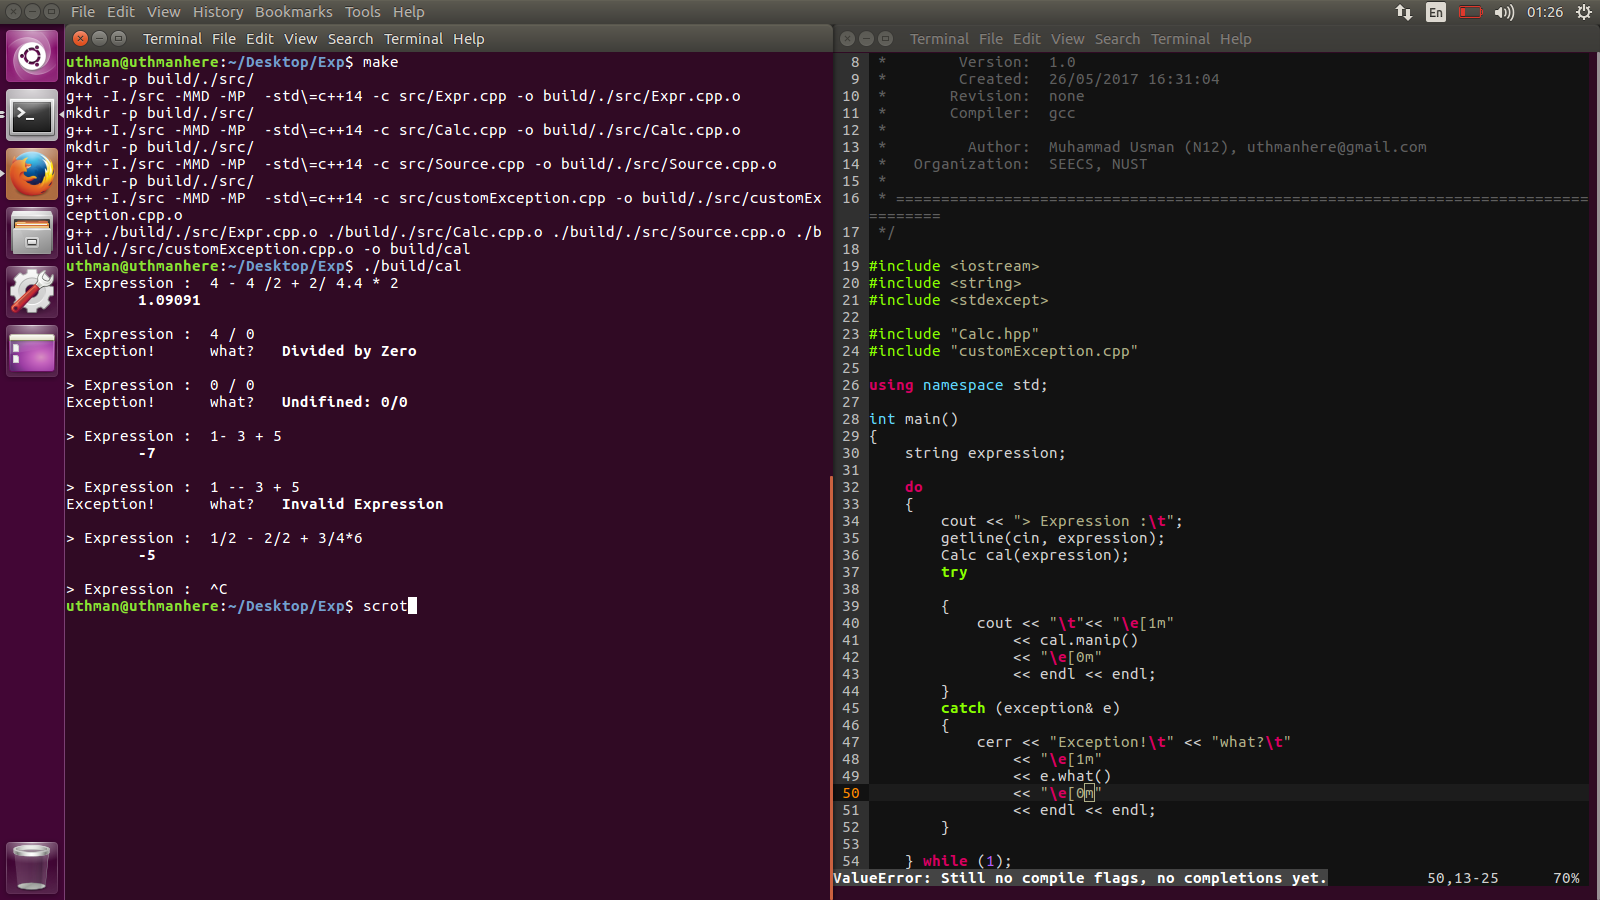 File Edit View History Bookmarks Tools Help
En
01:26
Terminal File Edit View Search Terminal Help
uthman@uthmanhere:~/Desktop/Exp$ make
mkdir -p build/./src/
g++ -I./src -MMD -MP  -std\=c++14 -c src/Expr.cpp -o build/./src/Expr.cpp.o
mkdir -p build/./src/
g++ -I./src -MMD -MP  -std\=c++14 -c src/Calc.cpp -o build/./src/Calc.cpp.o
mkdir -p build/./src/
g++ -I./src -MMD -MP  -std\=c++14 -c src/Source.cpp -o build/./src/Source.cpp.o
mkdir -p build/./src/
g++ -I./src -MMD -MP  -std\=c++14 -c src/customException.cpp -o build/./src/customEx
ception.cpp.o
g++ ./build/./src/Expr.cpp.o ./build/./src/Calc.cpp.o ./build/./src/Source.cpp.o ./b
uild/./src/customException.cpp.o -o build/cal
uthman@uthmanhere:~/Desktop/Exp$ ./build/cal
> Expression :  4 - 4 /2 + 2/ 4.4 * 2
        1.09091
> Expression :  4 / 0
Exception!      what?   Divided by Zero
> Expression :  0 / 0
Exception!      what?   Undifined: 0/0
> Expression :  1- 3 + 5
        -7
> Expression :  1 -- 3 + 5
Exception!      what?   Invalid Expression
> Expression :  1/2 - 2/2 + 3/4*6
        -5
> Expression :  ^C
uthman@uthmanhere:~/Desktop/Exp$ scrot
Terminal File Edit View Search Terminal Help
8  *        Version:  1.0
9  *        Created:  26/05/2017 16:31:04
10  *       Revision:  none
11  *       Compiler:  gcc
12  *
13  *         Author:  Muhammad Usman (N12), uthmanhere@gmail.com
14  *   Organization:  SEECS, NUST
15  *
16  * =============================================================================
========
17  */
18
19 #include <iostream>
20 #include <string>
21 #include <stdexcept>
22
23 #include "Calc.hpp"
24 #include "customException.cpp"
25
26 using namespace std;
27
28 int main()
29 {
30     string expression;
31
32     do
33     {
34         cout << "> Expression :\t";
35         getline(cin, expression);
36         Calc cal(expression);
37         try
38
39         {
40             cout << "\t"<< "\e[1m"
41                 << cal.manip()
42                 << "\e[0m"
43                 << endl << endl;
44         }
45         catch (exception& e)
46         {
47             cerr << "Exception!\t" << "what?\t"
48                 << "\e[1m"
49                 << e.what()
50                 << "\e[0m"
51                 << endl << endl;
52         }
53
54     } while (1);
ValueError: Still no compile flags, no completions yet.           50,13-25      70%